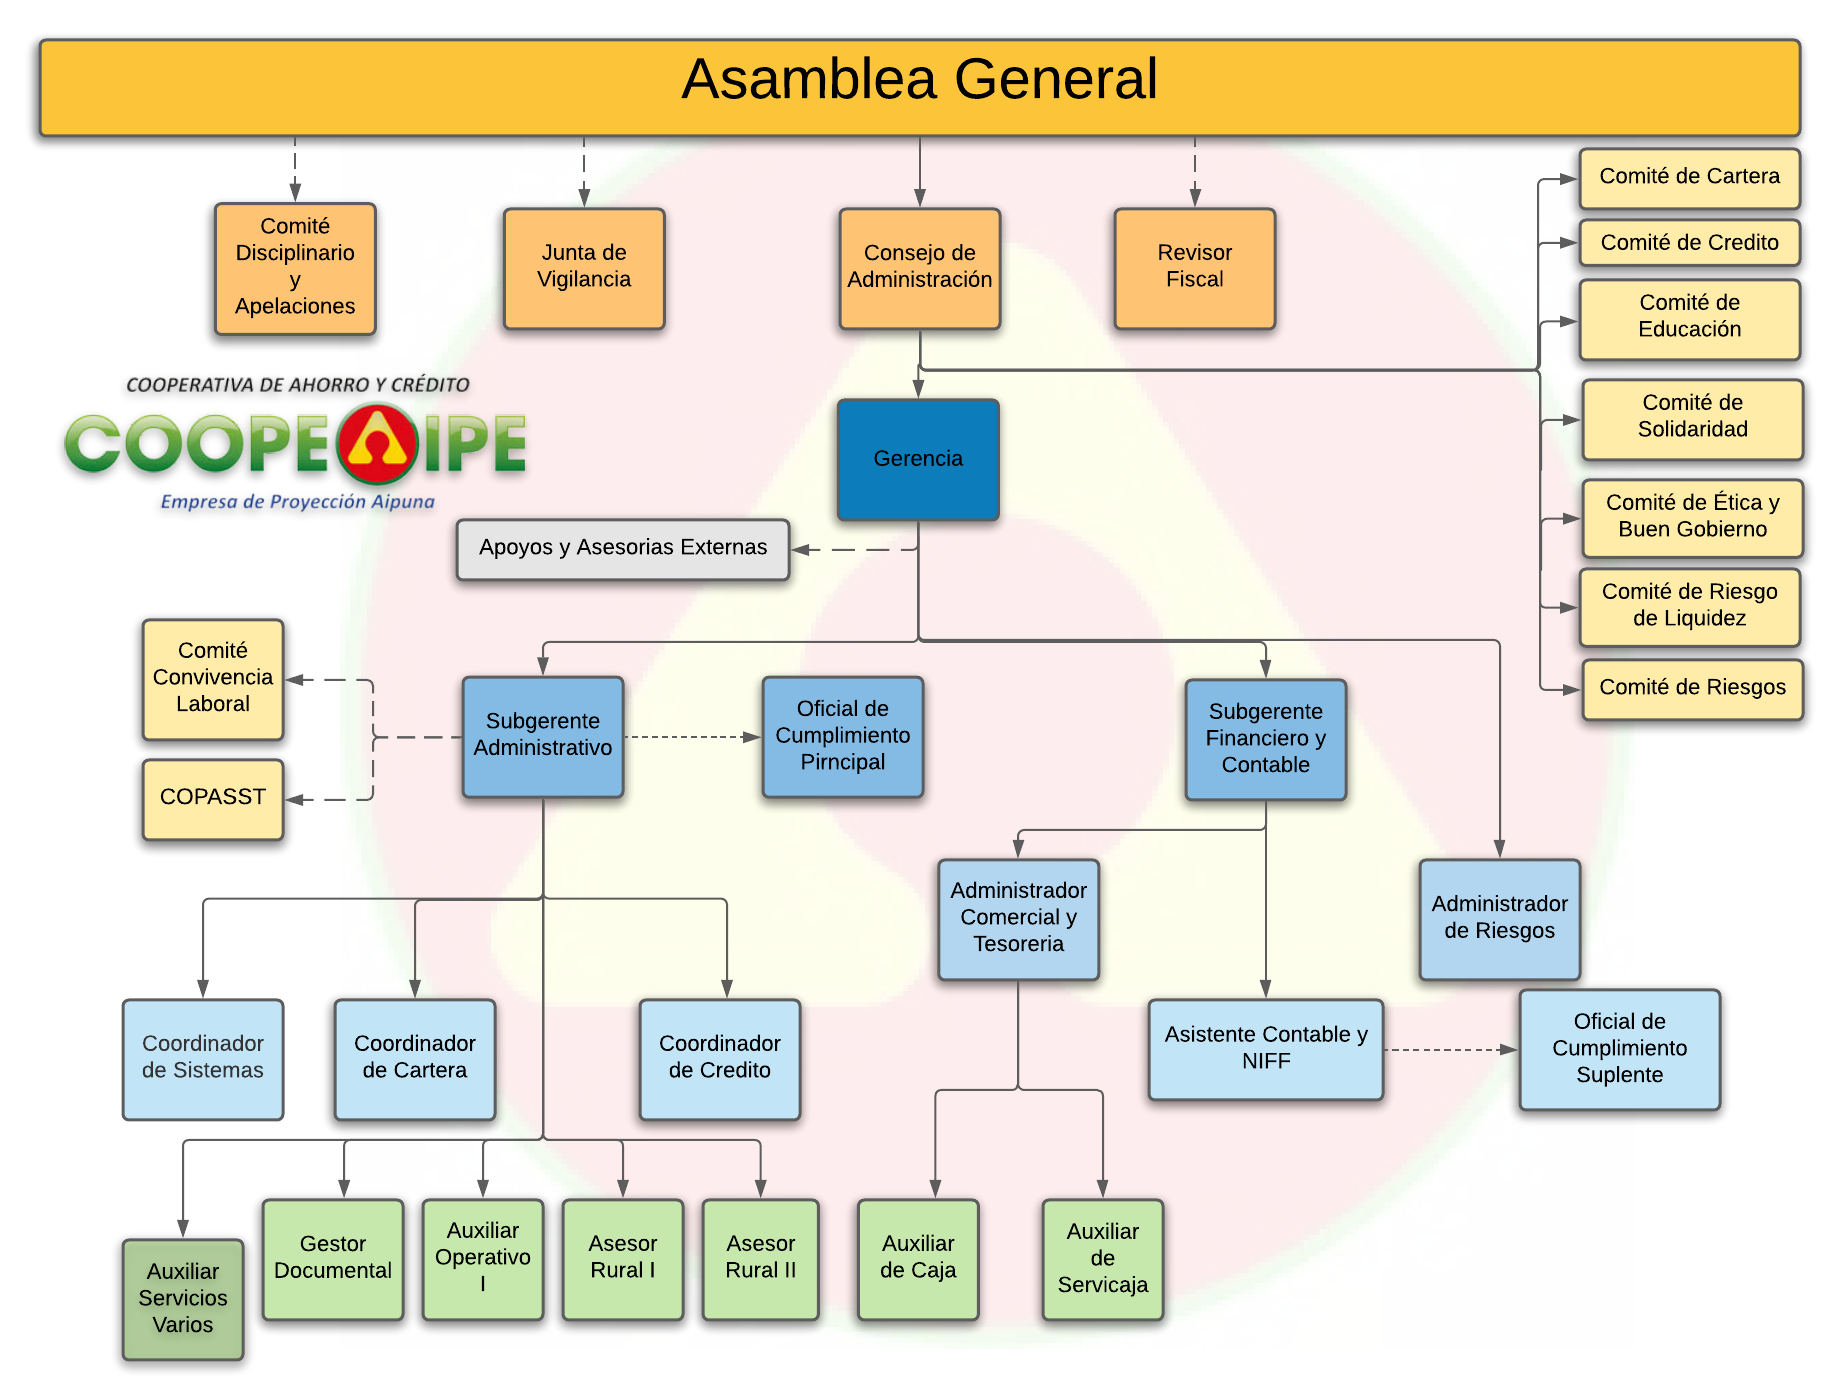 Asamblea General
Comité
Disciplinario
y
Apelaciones
Junta de
Vigilancia
Consejo de
Administración
Revisor
Fiscal
Comité de Cartera
Comité de Credito
Comité de
Educación
Comité de
Solidaridad
Comité de Ética y
Buen Gobierno
Comité de Riesgo
de Liquidez
Comité de Riesgos
COOPERATIVA DE AHORRO Y CRÉDITO
COOPEAIPE
Empresa de Proyección Aipuna
Gerencia
Apoyos y Asesorias Externas
Comité
Convivencia
Laboral
COPASST
Subgerente
Administrativo
Oficial de
Cumplimiento
Pirncipal
Subgerente
Financiero y
Contable
Administrador
Comercial y
Tesoreria
Administrador
de Riesgos
Coordinador
de Sistemas
Coordinador
de Cartera
Coordinador
de Credito
Asistente Contable y
NIFF
Oficial de
Cumplimiento
Suplente
Auxiliar
Servicios
Varios
Gestor
Documental
Auxiliar
Operativo
I
Asesor
Rural I
Asesor
Rural II
Auxiliar
de Caja
Auxiliar
de
Servicaja